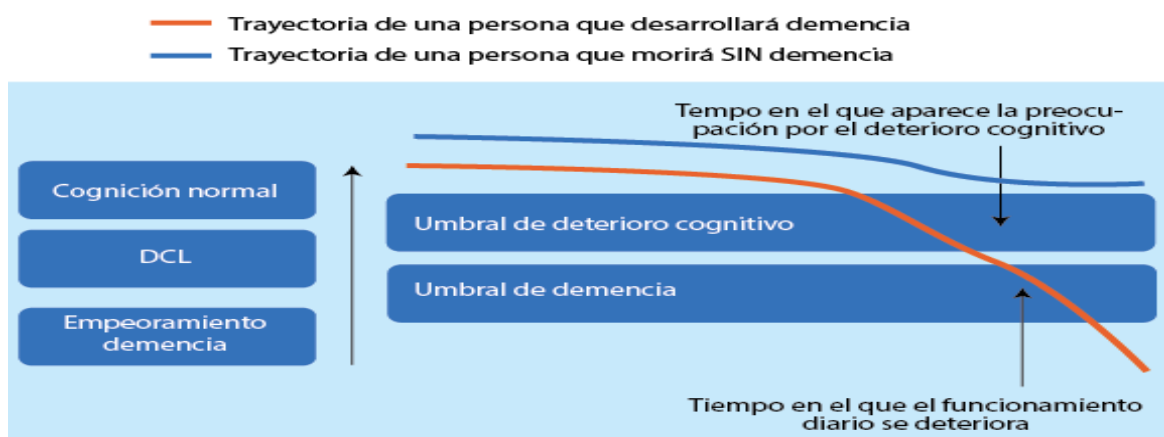 Trayectoria de una persona que desarrollará demencia
Trayectoria de una persona que morirá SIN demencia
Tempo en el que aparece la preocu-
pación por el deterioro cognitivo
Cognición normal
DCL
Empeoramiento
demencia
Umbral de deterioro cognitivo
Umbral de demencia
Tiempo en el que el funcionamiento
diario se deteriora